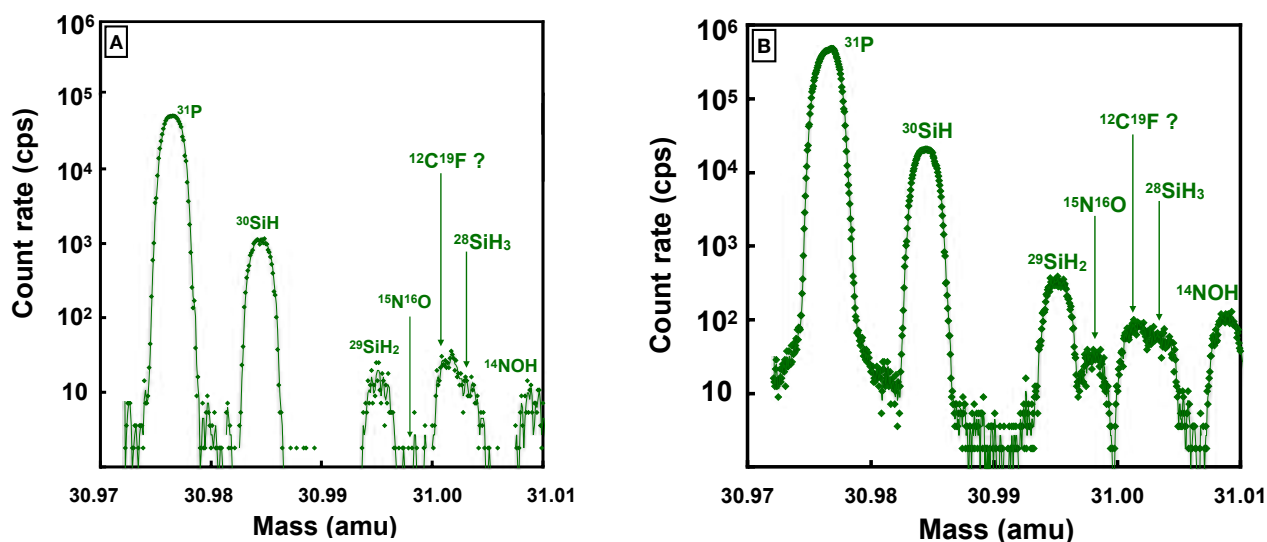 A
10⁶
10⁵
10⁴
10³
10²
10
Count rate (cps)
³¹P
³⁰SiH
¹²C¹⁹F ?
²⁸SiH₃
¹⁵N¹⁶O
²⁹SiH₂
¹⁴NOH
30.97 30.98 30.99 31.00 31.01
Mass (amu)
B
10⁶
10⁵
10⁴
10³
10²
10
Count rate (cps)
³¹P
³⁰SiH
¹²C¹⁹F ?
²⁸SiH₃
¹⁵N¹⁶O
²⁹SiH₂
¹⁴NOH
30.97 30.98 30.99 31.00 31.01
Mass (amu)